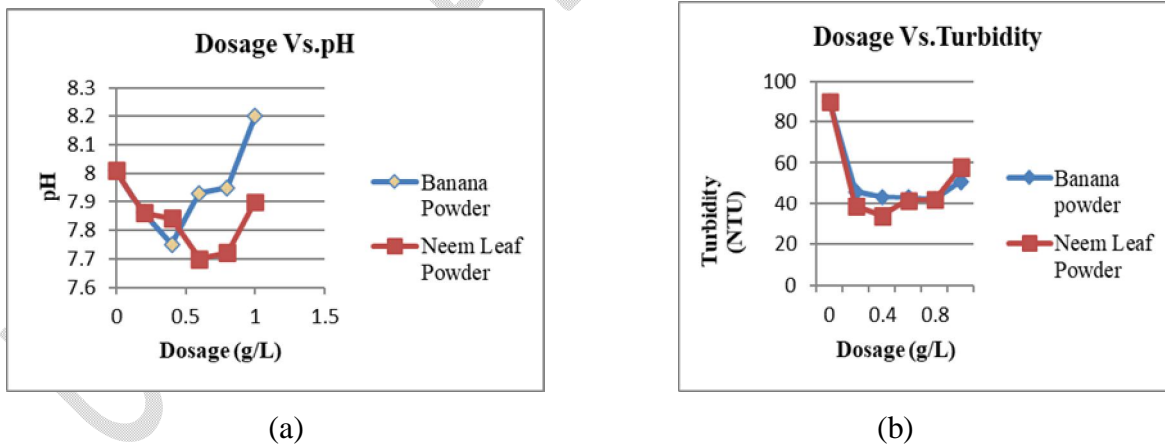 Dosage Vs.pH
8.3
8.2
8.1
8
7.9
7.8
7.7
7.6
pH
0 0.5 1 1.5
Dosage (g/L)
Banana
Powder
Neem Leaf
Powder
(a)
Dosage Vs.Turbidity
100
80
60
40
20
0
Turbidity
(NTU)
0 0.4 0.8
Dosage (g/L)
Banana
powder
Neem Leaf
Powder
(b)